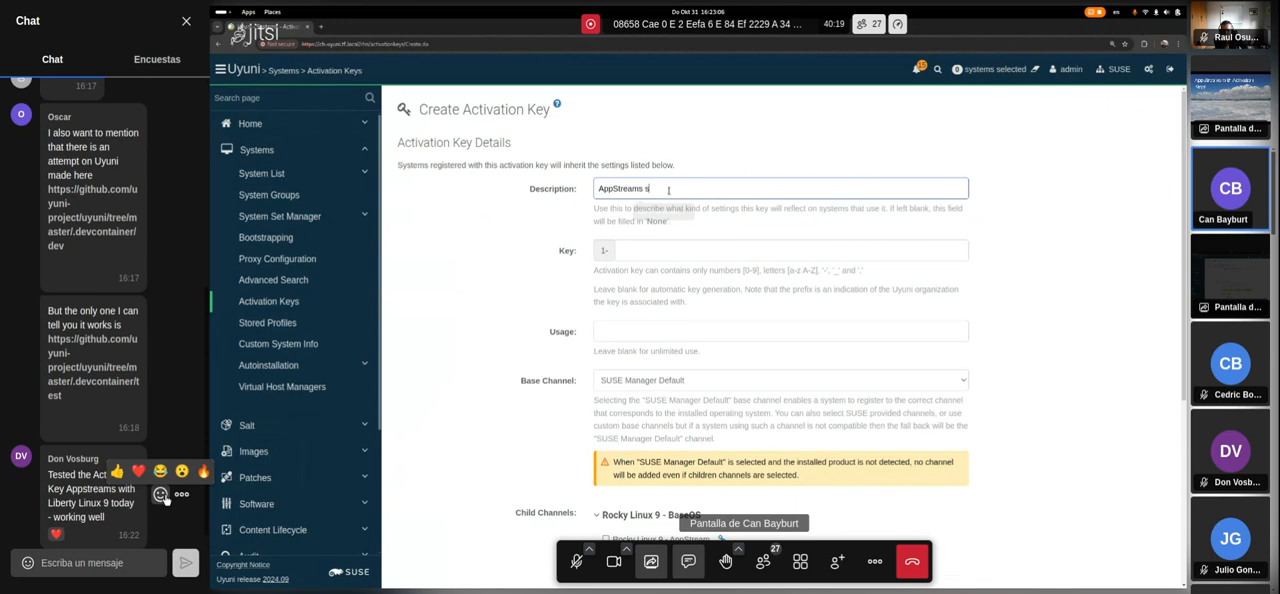 Chat
Chat
Encuestas
16:17
O
Oscar
I also want to mention
that there is an
attempt on Uyuni
made here
https://github.com/u
yuni-
project/uyuni/tree/m
aster/.devcontainer/
dev
16:17
But the only one I can
tell you it works is
https://github.com/u
yuni-
project/uyuni/tree/m
aster/.devcontainer/t
est
16:18
DV
Don Vosburg
Tested the Act
Key Appstreams with
Liberty Linux 9 today
- working well
16:22
Escriba un mensaje
Apps
Places
Do Okt 31 16:23:06
en
Jitsi
08658 Cae 0 E 2 Eefa 6 E 84 Ef 2229 A 34 ...
40:19
27
Not secure
Uyuni > Systems > Activation Keys
0 systems selected
admin
SUSE
Search page
Home
Systems
System List
System Groups
System Set Manager
Bootstrapping
Proxy Configuration
Advanced Search
Activation Keys
Stored Profiles
Custom System Info
Autoinstallation
Virtual Host Managers
Salt
Images
Patches
Software
Content Lifecycle
Audit
Copyright Notice
Uyuni release 2024.09
SUSE
Create Activation Key
Activation Key Details
Systems registered with this activation key will inherit the settings listed below.
Description:
AppStreams s
Use this to describe what kind of settings this key will reflect on systems that use it. If left blank, this field
will be filled in 'None'.
Key:
1-
Activation key can contains only numbers [0-9], letters [a-z A-Z], '-', '_' and '.'
Leave blank for automatic key generation. Note that the prefix is an indication of the Uyuni organization
the key is associated with.
Usage:
Leave blank for unlimited use.
Base Channel:
SUSE Manager Default
Selecting the "SUSE Manager Default" base channel enables a system to register to the correct channel
that corresponds to the installed operating system. You can also select SUSE provided channels, or use
custom base channels but if a system using such a channel is not compatible then the fall back will be the
"SUSE Manager Default" channel.
When "SUSE Manager Default" is selected and the installed product is not detected, no channel
will be added even if children channels are selected.
Child Channels:
Rocky Linux 9 - BaseOS
Rocky Linux 9 - AppStream
Pantalla de Can Bayburt
27
Raul Osu...
Pantalla d...
CB
Can Bayburt
Pantalla d...
CB
Cedric Bo...
DV
Don Vosb...
JG
Julio Gon...